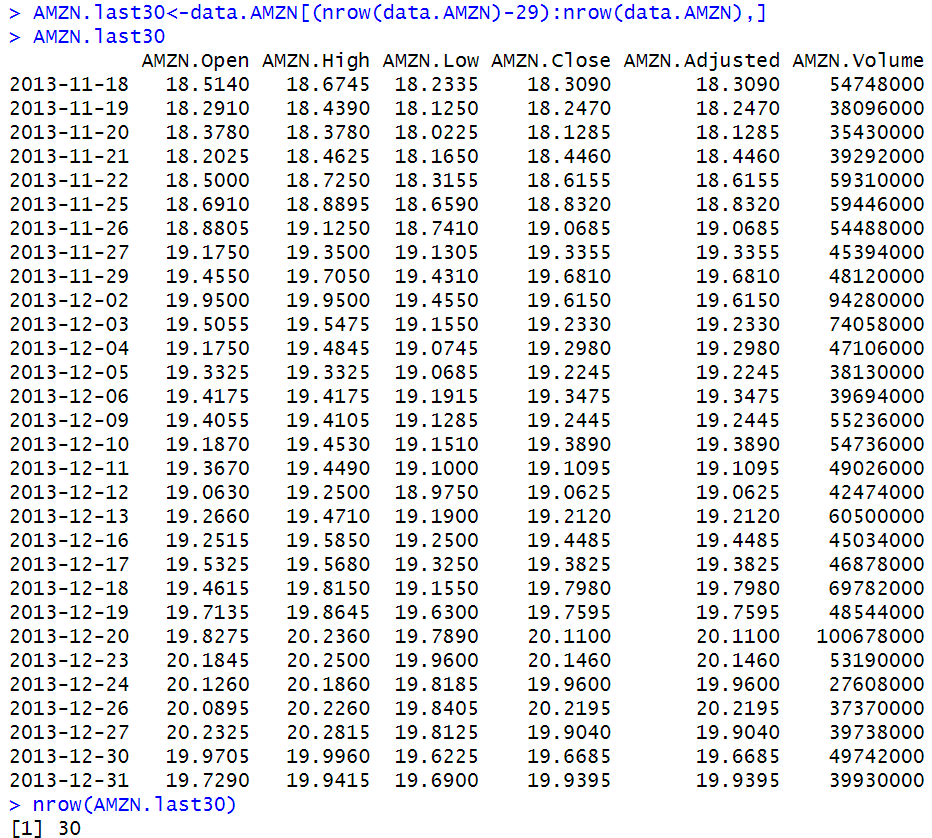 > AMZN.last30<-data.AMZN[(nrow(data.AMZN)-29):nrow(data.AMZN),]
> AMZN.last30
AMZN.Open AMZN.High AMZN.Low AMZN.Close AMZN.Adjusted AMZN.Volume
2013-11-18 18.5140 18.6745 18.2335 18.3090 18.3090 54748000
2013-11-19 18.2910 18.4390 18.1250 18.2470 18.2470 38096000
2013-11-20 18.3780 18.3780 18.0225 18.1285 18.1285 35430000
2013-11-21 18.2025 18.4625 18.1650 18.4460 18.4460 39292000
2013-11-22 18.5000 18.7250 18.3155 18.6155 18.6155 59310000
2013-11-25 18.6910 18.8895 18.6590 18.8320 18.8320 59446000
2013-11-26 18.8805 19.1250 18.7410 19.0685 19.0685 54488000
2013-11-27 19.1750 19.3500 19.1305 19.3355 19.3355 45394000
2013-11-29 19.4550 19.7050 19.4310 19.6810 19.6810 48120000
2013-12-02 19.9500 19.9500 19.4550 19.6150 19.6150 94280000
2013-12-03 19.5055 19.5475 19.1550 19.2330 19.2330 74058000
2013-12-04 19.1750 19.4845 19.0745 19.2980 19.2980 47106000
2013-12-05 19.3325 19.3325 19.0685 19.2245 19.2245 38130000
2013-12-06 19.4175 19.4175 19.1915 19.3475 19.3475 39694000
2013-12-09 19.4055 19.4105 19.1285 19.2445 19.2445 55236000
2013-12-10 19.1870 19.4530 19.1510 19.3890 19.3890 54736000
2013-12-11 19.3670 19.4490 19.1000 19.1095 19.1095 49026000
2013-12-12 19.0630 19.2500 18.9750 19.0625 19.0625 42474000
2013-12-13 19.2660 19.4710 19.1900 19.2120 19.2120 60500000
2013-12-16 19.2515 19.5850 19.2500 19.4485 19.4485 45034000
2013-12-17 19.5325 19.5680 19.3250 19.3825 19.3825 46878000
2013-12-18 19.4615 19.8150 19.1550 19.7980 19.7980 69782000
2013-12-19 19.7135 19.8645 19.6300 19.7595 19.7595 48544000
2013-12-20 19.8275 20.2360 19.7890 20.1100 20.1100 100678000
2013-12-23 20.1845 20.2500 19.9600 20.1460 20.1460 53190000
2013-12-24 20.1260 20.1860 19.8185 19.9600 19.9600 27608000
2013-12-26 20.0895 20.2260 19.8405 20.2195 20.2195 37370000
2013-12-27 20.2325 20.2815 19.8125 19.9040 19.9040 39738000
2013-12-30 19.9705 19.9960 19.6225 19.6685 19.6685 49742000
2013-12-31 19.7290 19.9415 19.6900 19.9395 19.9395 39930000
> nrow(AMZN.last30)
[1] 30